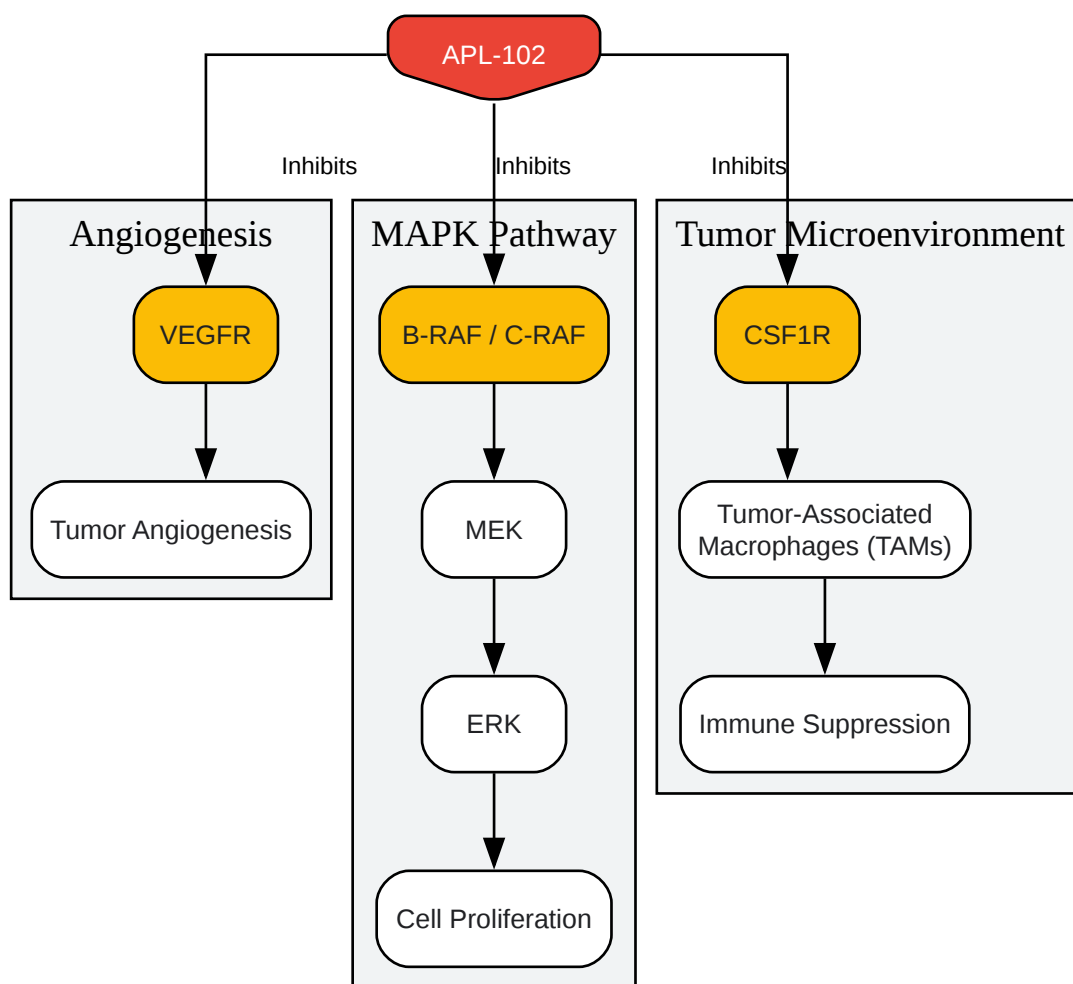 APL-102
Inhibits
Inhibits
Inhibits
Angiogenesis
MAPK Pathway
Tumor Microenvironment
VEGFR
B-RAF / C-RAF
CSF1R
Tumor Angiogenesis
MEK
Tumor-Associated
Macrophages (TAMs)
ERK
Immune Suppression
Cell Proliferation